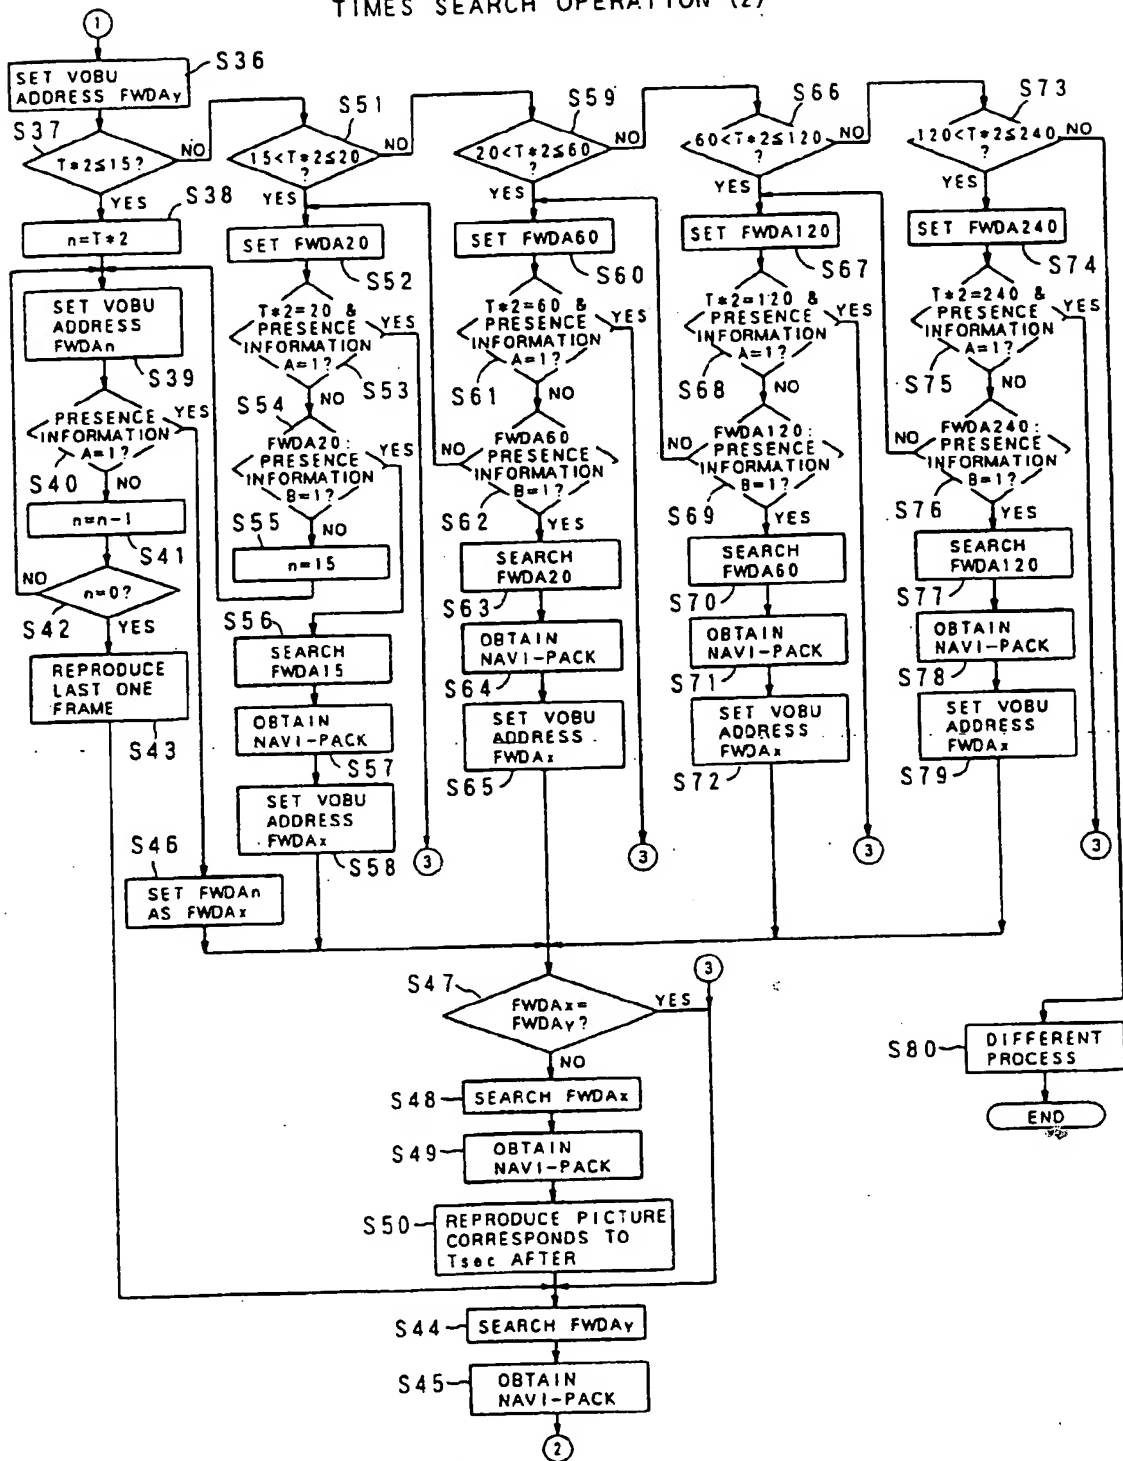 TIMES SEARCH OPERATION (2)
1
S36
SET VOBU
ADDRESS FWDAy
S37
T*2≤15?
NO
YES
S38
n=T*2
SET VOBU
ADDRESS
FWDAn
S39
PRESENCE
INFORMATION
A=1?
YES
S40
NO
n=n-1
S41
NO
n=0?
S42
YES
REPRODUCE
LAST ONE
FRAME
S43
S46
SET FWDAn
AS FWDAx
S51
15<T*2≤20
?
NO
YES
SET FWDA20
S52
T*2=20 &
PRESENCE
INFORMATION
A=1?
YES
S53
NO
S54
FWDA20:
PRESENCE
INFORMATION
B=1?
YES
S55
NO
n=15
S56
SEARCH
FWDA15
OBTAIN
NAVI-PACK
S57
SET VOBU
ADDRESS
FWDAx
S58
3
S59
20<T*2≤60
?
NO
YES
SET FWDA60
S60
T*2=60 &
PRESENCE
INFORMATION
A=1?
YES
S61
NO
FWDA60
PRESENCE
INFORMATION
B=1?
NO
S62
YES
SEARCH
FWDA20
S63
OBTAIN
NAVI-PACK
S64
SET VOBU
ADDRESS
FWDAx
S65
3
S66
60<T*2≤120
?
NO
YES
SET FWDA120
S67
T*2=120 &
PRESENCE
INFORMATION
A=1?
YES
S68
NO
FWDA120:
PRESENCE
INFORMATION
B=1?
NO
S69
YES
SEARCH
FWDA60
S70
OBTAIN
NAVI-PACK
S71
SET VOBU
ADDRESS
FWDAx
S72
3
S73
120<T*2≤240
?
NO
YES
SET FWDA240
S74
T*2=240 &
PRESENCE
INFORMATION
A=1?
YES
S75
NO
FWDA240:
PRESENCE
INFORMATION
B=1?
NO
S76
YES
SEARCH
FWDA120
S77
OBTAIN
NAVI-PACK
S78
SET VOBU
ADDRESS
FWDAx
S79
3
S47
FWDAx=
FWDAy?
YES
3
NO
S48
SEARCH FWDAx
S49
OBTAIN
NAVI-PACK
S50
REPRODUCE PICTURE
CORRESPONDS TO
Tsec AFTER
S44
SEARCH FWDAy
S45
OBTAIN
NAVI-PACK
2
S80
DIFFERENT
PROCESS
END